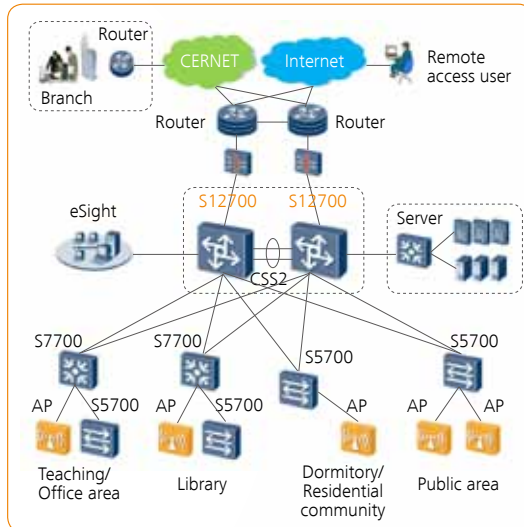 Router
CERNET
Internet
Remote
access user
Branch
Router
Router
S12700
S12700
eSight
Server
CSS2
S7700
S7700
S5700
S5700
AP
S5700
AP
S5700
AP
AP
AP
Teaching/
Office area
Library
Dormitory/
Residential
community
Public area